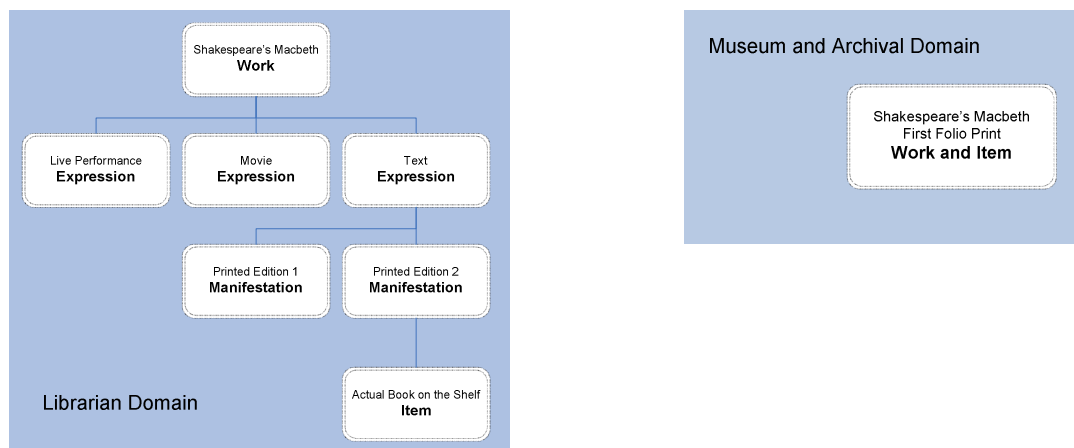 Shakespeare's Macbeth
Work
Live Performance
Expression
Movie
Expression
Text
Expression
Printed Edition 1
Manifestation
Printed Edition 2
Manifestation
Actual Book on the Shelf
Item
Librarian Domain
Museum and Archival Domain
Shakespeare's Macbeth
First Folio Print
Work and Item